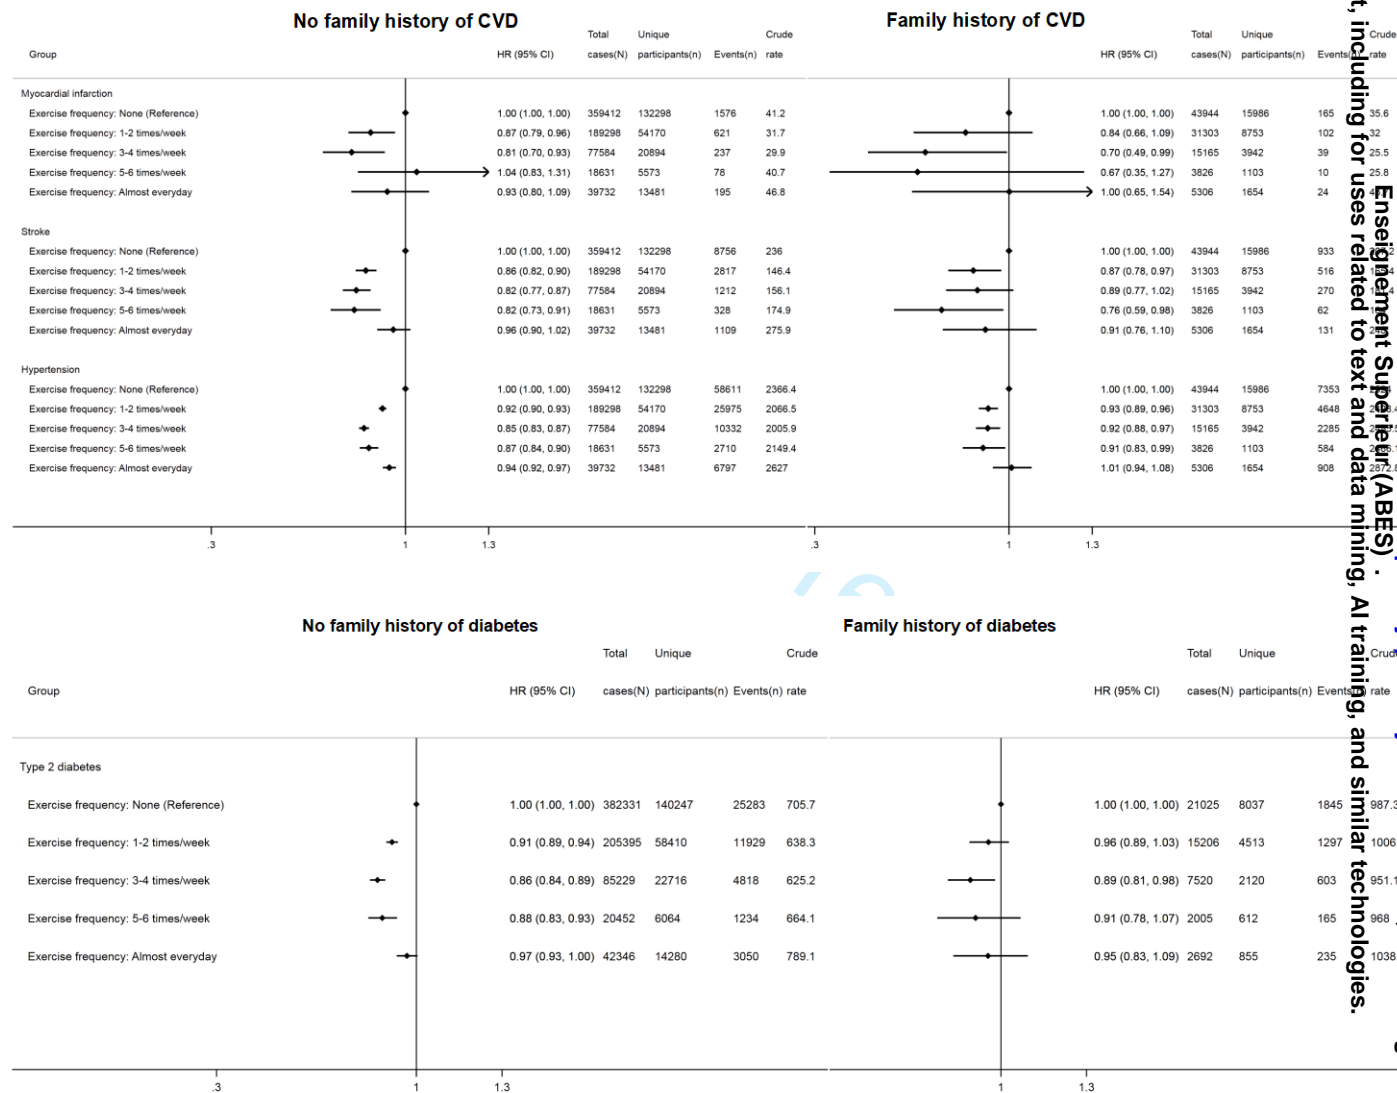 No family history of CVD
Total Unique Crude
Group HR (95% CI) cases(N) participants(n) Events(n) rate
Myocardial infarction
Exercise frequency: None (Reference) 1.00 (1.00, 1.00) 359412 132298 1576 41.2
Exercise frequency: 1-2 times/week 0.87 (0.79, 0.96) 189298 54170 621 31.7
Exercise frequency: 3-4 times/week 0.81 (0.70, 0.93) 77584 20894 237 29.9
Exercise frequency: 5-6 times/week 1.04 (0.83, 1.31) 18631 5573 78 40.7
Exercise frequency: Almost everyday 0.93 (0.80, 1.09) 39732 13481 195 46.8
Stroke
Exercise frequency: None (Reference) 1.00 (1.00, 1.00) 359412 132298 8756 236
Exercise frequency: 1-2 times/week 0.86 (0.82, 0.90) 189298 54170 2817 146.4
Exercise frequency: 3-4 times/week 0.82 (0.77, 0.87) 77584 20894 1212 156.1
Exercise frequency: 5-6 times/week 0.82 (0.73, 0.91) 18631 5573 328 174.9
Exercise frequency: Almost everyday 0.96 (0.90, 1.02) 39732 13481 1109 275.9
Hypertension
Exercise frequency: None (Reference) 1.00 (1.00, 1.00) 359412 132298 58611 2366.4
Exercise frequency: 1-2 times/week 0.92 (0.90, 0.93) 189298 54170 25975 2066.5
Exercise frequency: 3-4 times/week 0.85 (0.83, 0.87) 77584 20894 10332 2005.9
Exercise frequency: 5-6 times/week 0.87 (0.84, 0.90) 18631 5573 2710 2149.4
Exercise frequency: Almost everyday 0.94 (0.92, 0.97) 39732 13481 6797 2627
.3 1 1.3
Family history of CVD
Total Unique Crude
HR (95% CI) cases(N) participants(n) Events(n) rate
1.00 (1.00, 1.00) 43944 15986 165 35.6
0.84 (0.66, 1.09) 31303 8753 102 32
0.70 (0.49, 0.99) 15165 3942 39 25.5
0.67 (0.35, 1.27) 3826 1103 10 25.8
1.00 (0.65, 1.54) 5306 1654 24
1.00 (1.00, 1.00) 43944 15986 933
0.87 (0.78, 0.97) 31303 8753 516
0.89 (0.77, 1.02) 15165 3942 270
0.76 (0.59, 0.98) 3826 1103 62
0.91 (0.76, 1.10) 5306 1654 131
1.00 (1.00, 1.00) 43944 15986 7353
0.93 (0.89, 0.96) 31303 8753 4648
0.92 (0.88, 0.97) 15165 3942 2285
0.91 (0.83, 0.99) 3826 1103 584
1.01 (0.94, 1.08) 5306 1654 908 2872.8
.3 1 1.3
No family history of diabetes
Total Unique Crude
Group HR (95% CI) cases(N) participants(n) Events(n) rate
Type 2 diabetes
Exercise frequency: None (Reference) 1.00 (1.00, 1.00) 382331 140247 25283 705.7
Exercise frequency: 1-2 times/week 0.91 (0.89, 0.94) 205395 58410 11929 638.3
Exercise frequency: 3-4 times/week 0.86 (0.84, 0.89) 85229 22716 4818 625.2
Exercise frequency: 5-6 times/week 0.88 (0.83, 0.93) 20452 6064 1234 664.1
Exercise frequency: Almost everyday 0.97 (0.93, 1.00) 42346 14280 3050 789.1
.3 1 1.3
Family history of diabetes
Total Unique Crude
HR (95% CI) cases(N) participants(n) Events(n) rate
1.00 (1.00, 1.00) 21025 8037 1845 987.3
0.96 (0.89, 1.03) 15206 4513 1297 1006.
0.89 (0.81, 0.98) 7520 2120 603 951.1
0.91 (0.78, 1.07) 2005 612 165 968
0.95 (0.83, 1.09) 2692 855 235 1038.
1 1.3
Enseignement Superieur (ABES) .
t, including for uses related to text and data mining, AI training, and similar technologies.